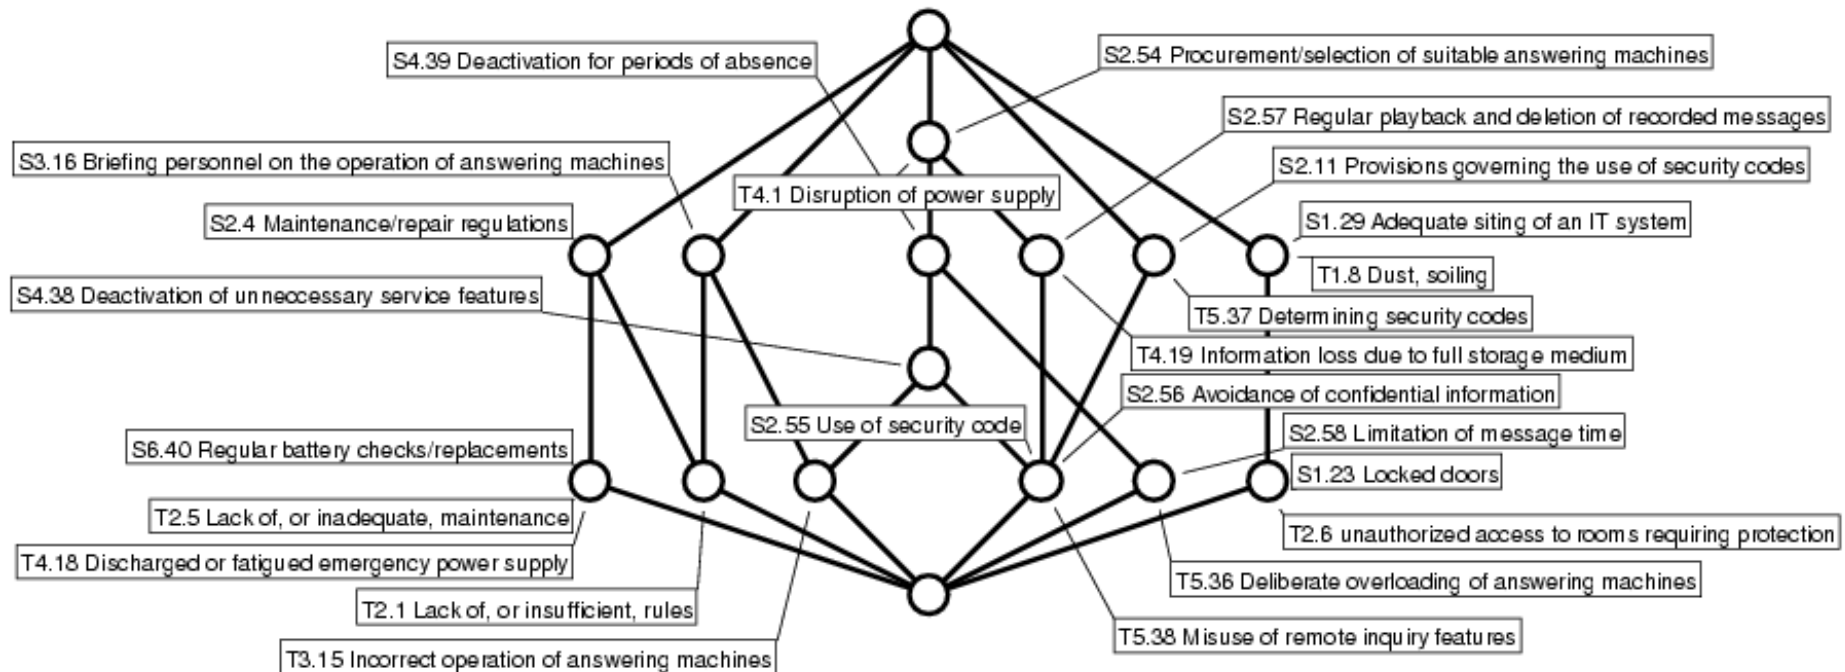 S4.39 Deactivation for periods of absence
S2.54 Procurement/selection of suitable answering machines
S2.57 Regular playback and deletion of recorded messages
S3.16 Briefing personnel on the operation of answering machines
S2.11 Provisions governing the use of security codes
T4.1 Disruption of power supply
S2.4 Maintenance/repair regulations
S1.29 Adequate siting of an IT system
T1.8 Dust, soiling
S4.38 Deactivation of unneccessary service features
T5.37 Determining security codes
T4.19 Information loss due to full storage medium
S2.56 Avoidance of confidential information
S2.55 Use of security code
S2.58 Limitation of message time
S6.40 Regular battery checks/replacements
S1.23 Locked doors
T2.5 Lack of, or inadequate, maintenance
T2.6 unauthorized access to rooms requiring protection
T4.18 Discharged or fatigued emergency power supply
T5.36 Deliberate overloading of answering machines
T2.1 Lack of, or insufficient, rules
T5.38 Misuse of remote inquiry features
T3.15 Incorrect operation of answering machines